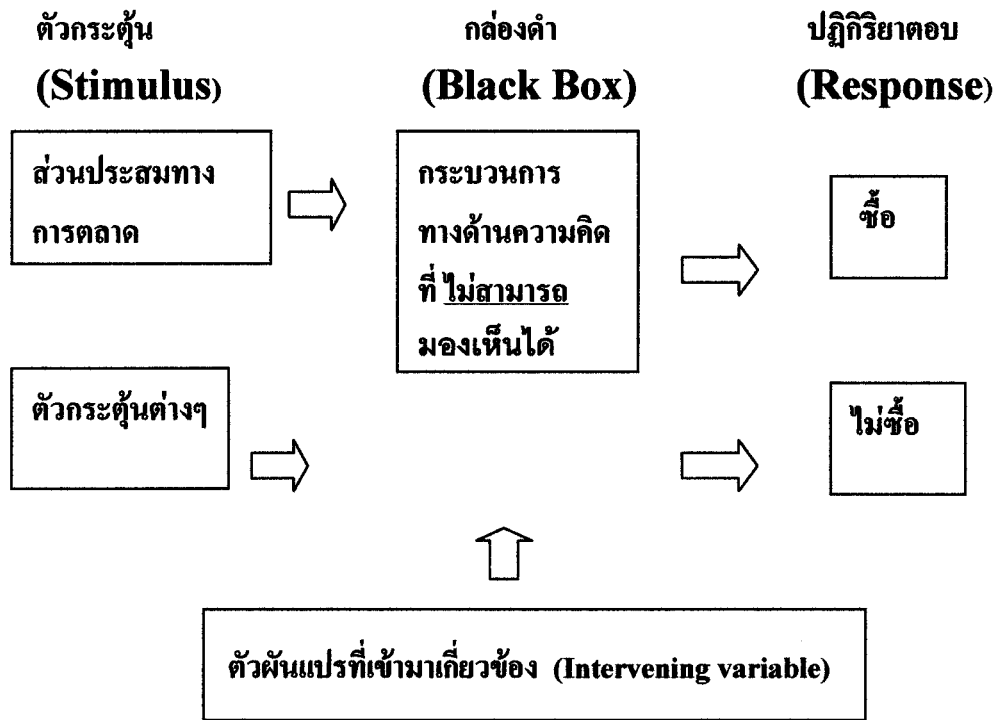 ตัวกระตุ้น กล่องดำ ปฏิกิริยาตอบ
(Stimulus) (Black Box) (Response)
ส่วนประสมทาง
การตลาด
กระบวนการ
ทางด้านความคิด
ที่ ไม่สามารถ
มองเห็นได้
ซื้อ
ตัวกระตุ้นต่างๆ
ไม่ซื้อ
ตัวผันแปรที่เข้ามาเกี่ยวข้อง (Intervening variable)